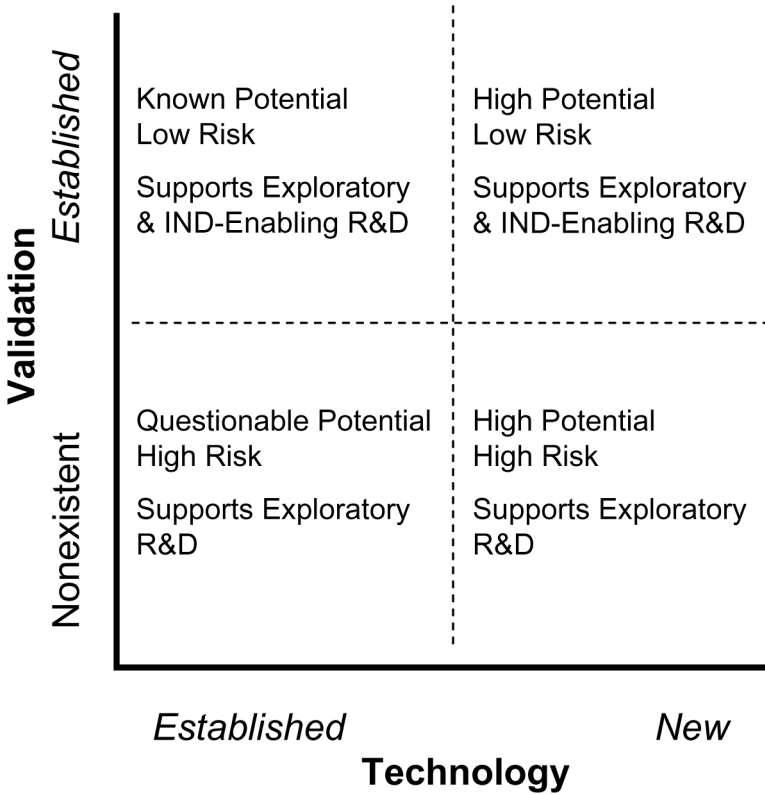 Validation
Established
Nonexistent
Known Potential
Low Risk
Supports Exploratory
& IND-Enabling R&D
High Potential
Low Risk
Supports Exploratory
& IND-Enabling R&D
Questionable Potential
High Risk
Supports Exploratory
R&D
High Potential
High Risk
Supports Exploratory
R&D
Established
New
Technology